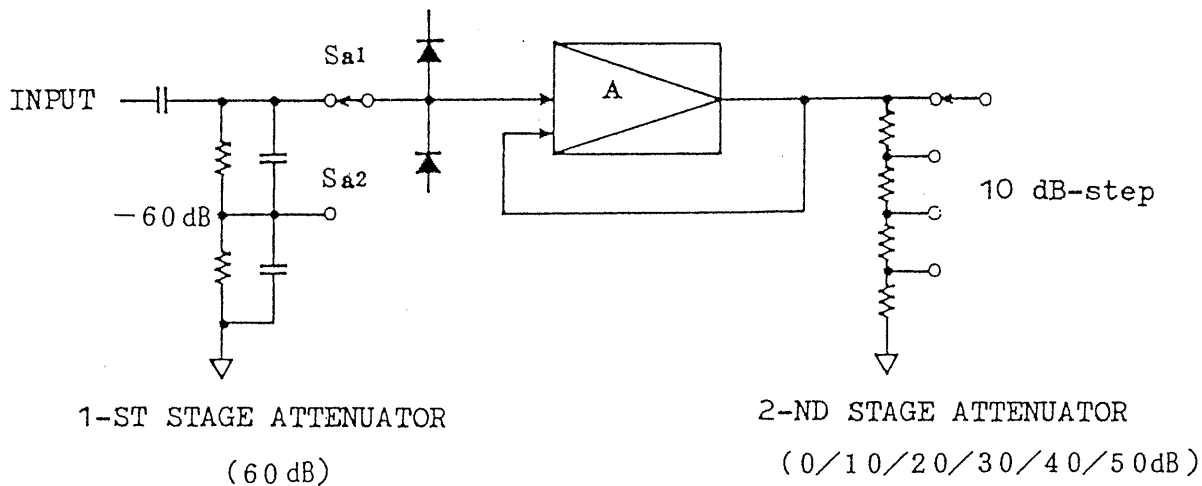 Sa1
INPUT
A
Sa2
－60dB
10 dB-step
1-ST STAGE ATTENUATOR
(60dB)
2-ND STAGE ATTENUATOR
(0/10/20/30/40/50dB)